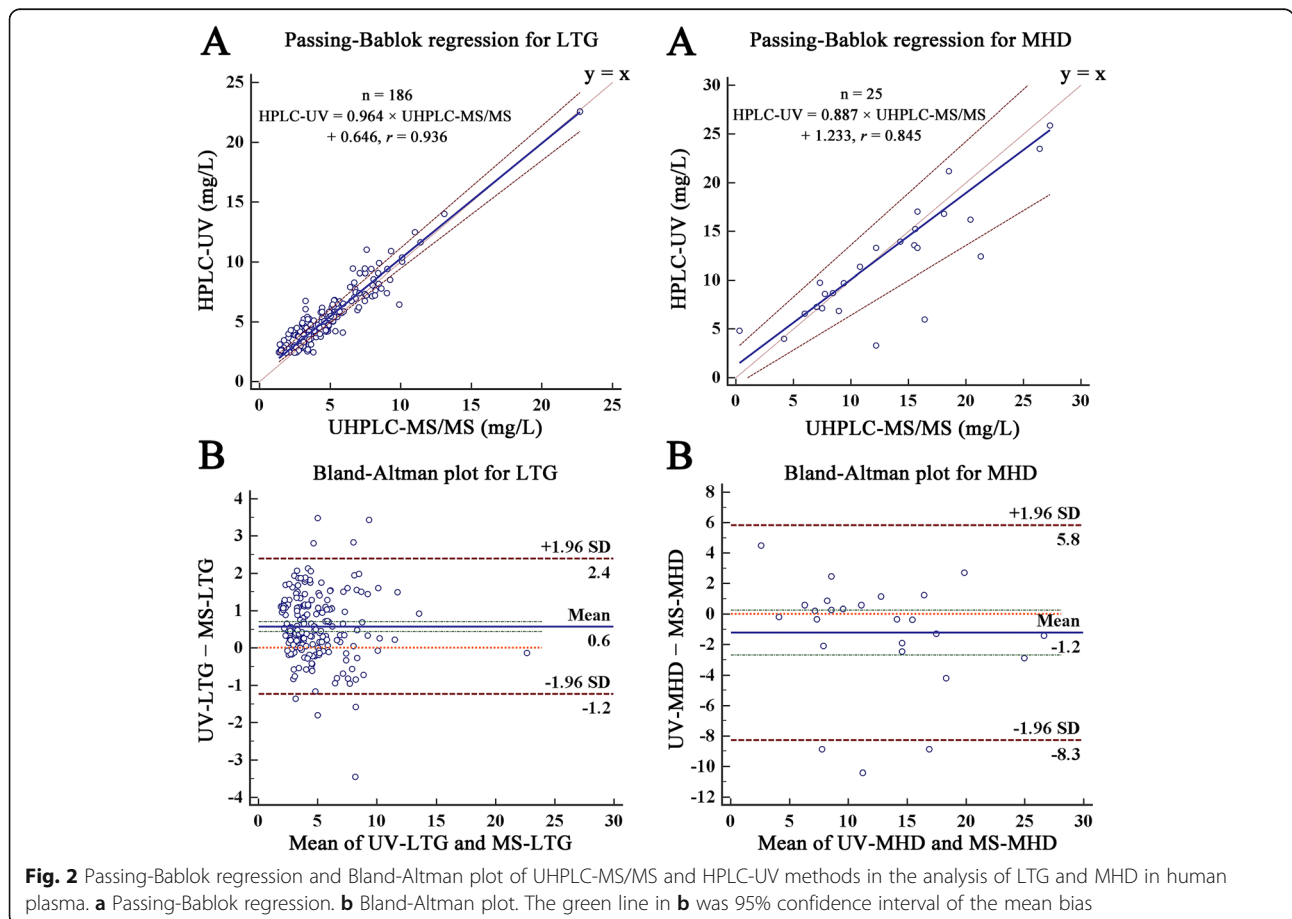 A
Passing-Bablok regression for LTG
y = x
n = 186
HPLC-UV = 0.964 × UHPLC-MS/MS
+ 0.646, r = 0.936
HPLC-UV (mg/L)
25
20
15
10
5
0
0 5 10 15 20 25
UHPLC-MS/MS (mg/L)
A
Passing-Bablok regression for MHD
y = x
n = 25
HPLC-UV = 0.887 × UHPLC-MS/MS
+ 1.233, r = 0.845
HPLC-UV (mg/L)
30
25
20
15
10
5
0
0 5 10 15 20 25 30
UHPLC-MS/MS (mg/L)
B
Bland-Altman plot for LTG
UV-LTG – MS-LTG
4
3
2
1
0
-1
-2
-3
-4
+1.96 SD
2.4
Mean
0.6
-1.96 SD
-1.2
0 5 10 15 20 25 30
Mean of UV-LTG and MS-LTG
B
Bland-Altman plot for MHD
UV-MHD – MS-MHD
8
6
4
2
0
-2
-4
-6
-8
-10
-12
+1.96 SD
5.8
Mean
-1.2
-1.96 SD
-8.3
0 5 10 15 20 25 30
Mean of UV-MHD and MS-MHD
Fig. 2 Passing-Bablok regression and Bland-Altman plot of UHPLC-MS/MS and HPLC-UV methods in the analysis of LTG and MHD in human
plasma. a Passing-Bablok regression. b Bland-Altman plot. The green line in b was 95% confidence interval of the mean bias